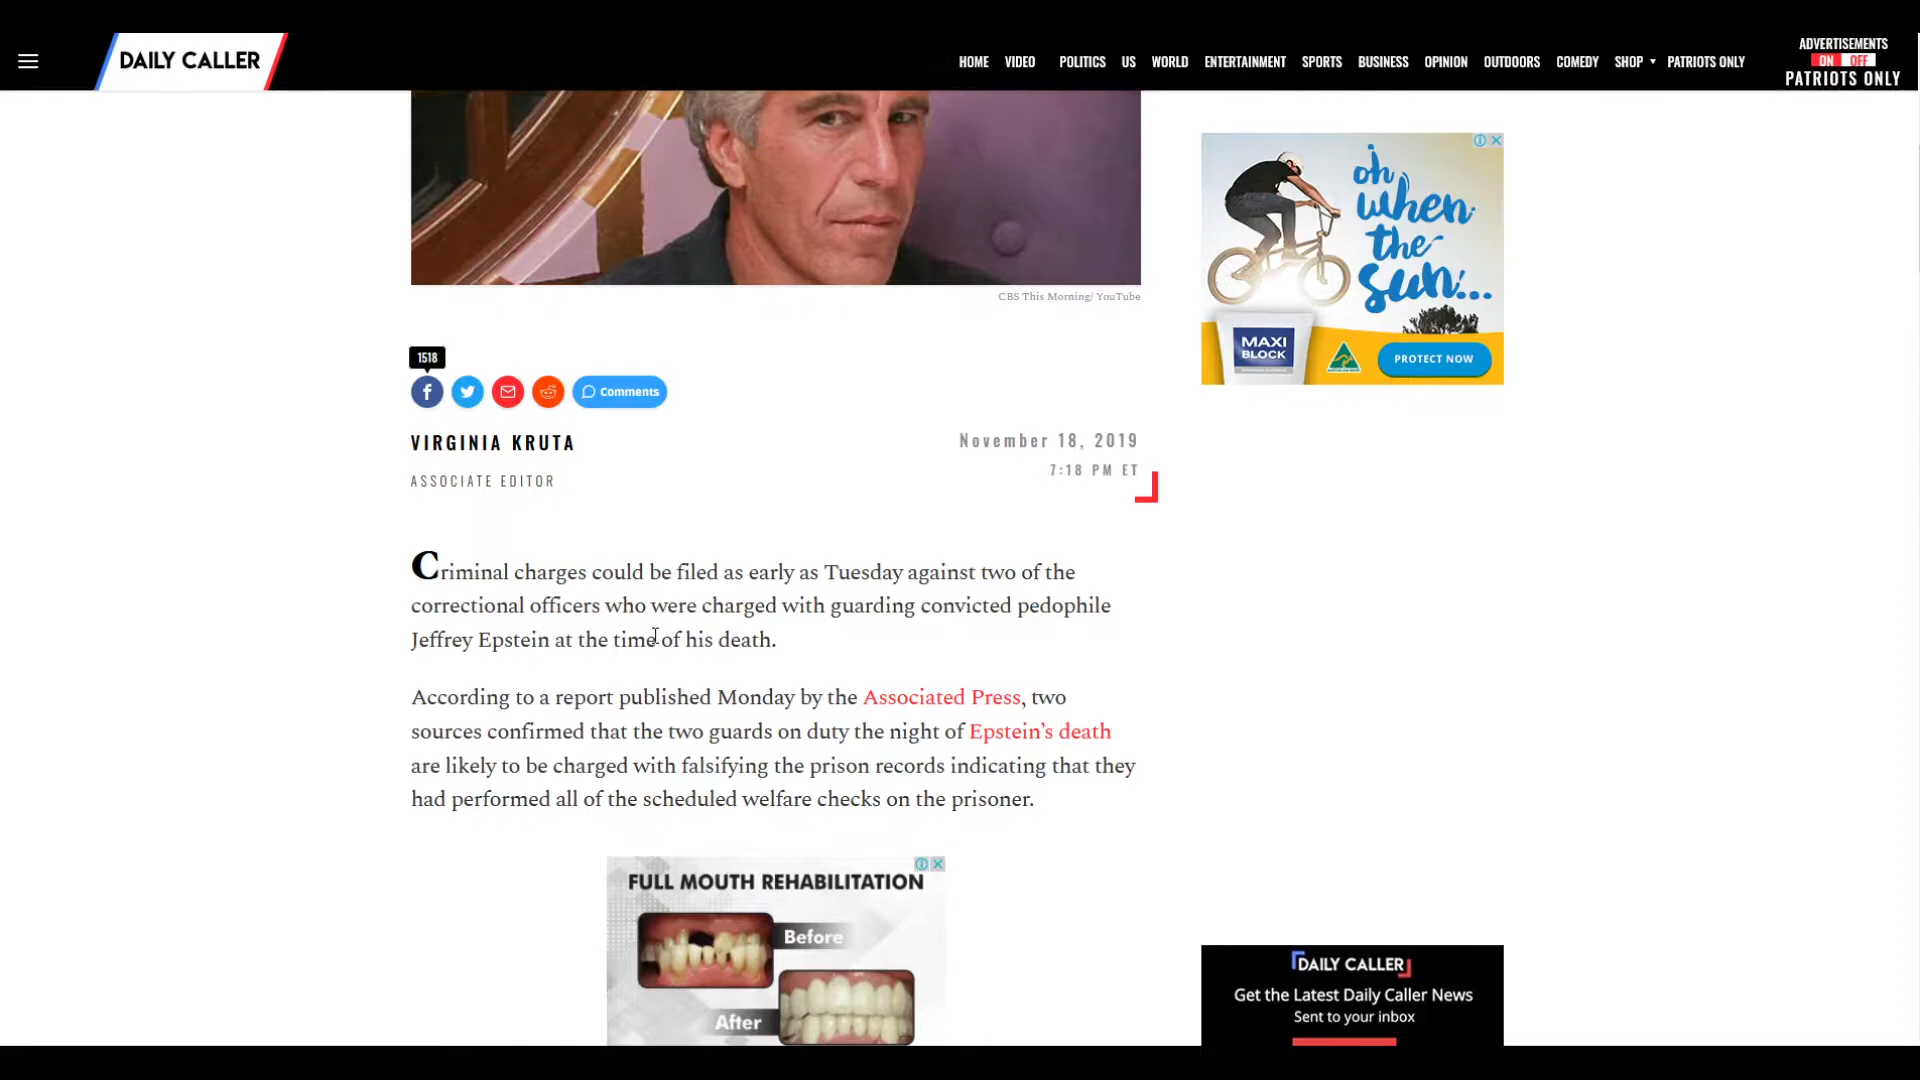 DAILY CALLER
HOME VIDEO POLITICS US WORLD ENTERTAINMENT SPORTS BUSINESS OPINION OUTDOORS COMEDY SHOP PATRIOTS ONLY
ADVERTISEMENTS
ON OFF
PATRIOTS ONLY
CBS This Morning/ YouTube
oh
when
the
sun...
MAXI
BLOCK
PROTECT NOW
1518
Comments
VIRGINIA KRUTA
November 18, 2019
ASSOCIATE EDITOR
7:18 PM ET
Criminal charges could be filed as early as Tuesday against two of the
correctional officers who were charged with guarding convicted pedophile
Jeffrey Epstein at the time of his death.
According to a report published Monday by the Associated Press, two
sources confirmed that the two guards on duty the night of Epstein’s death
are likely to be charged with falsifying the prison records indicating that they
had performed all of the scheduled welfare checks on the prisoner.
FULL MOUTH REHABILITATION
Before
After
DAILY CALLER
Get the Latest Daily Caller News
Sent to your inbox